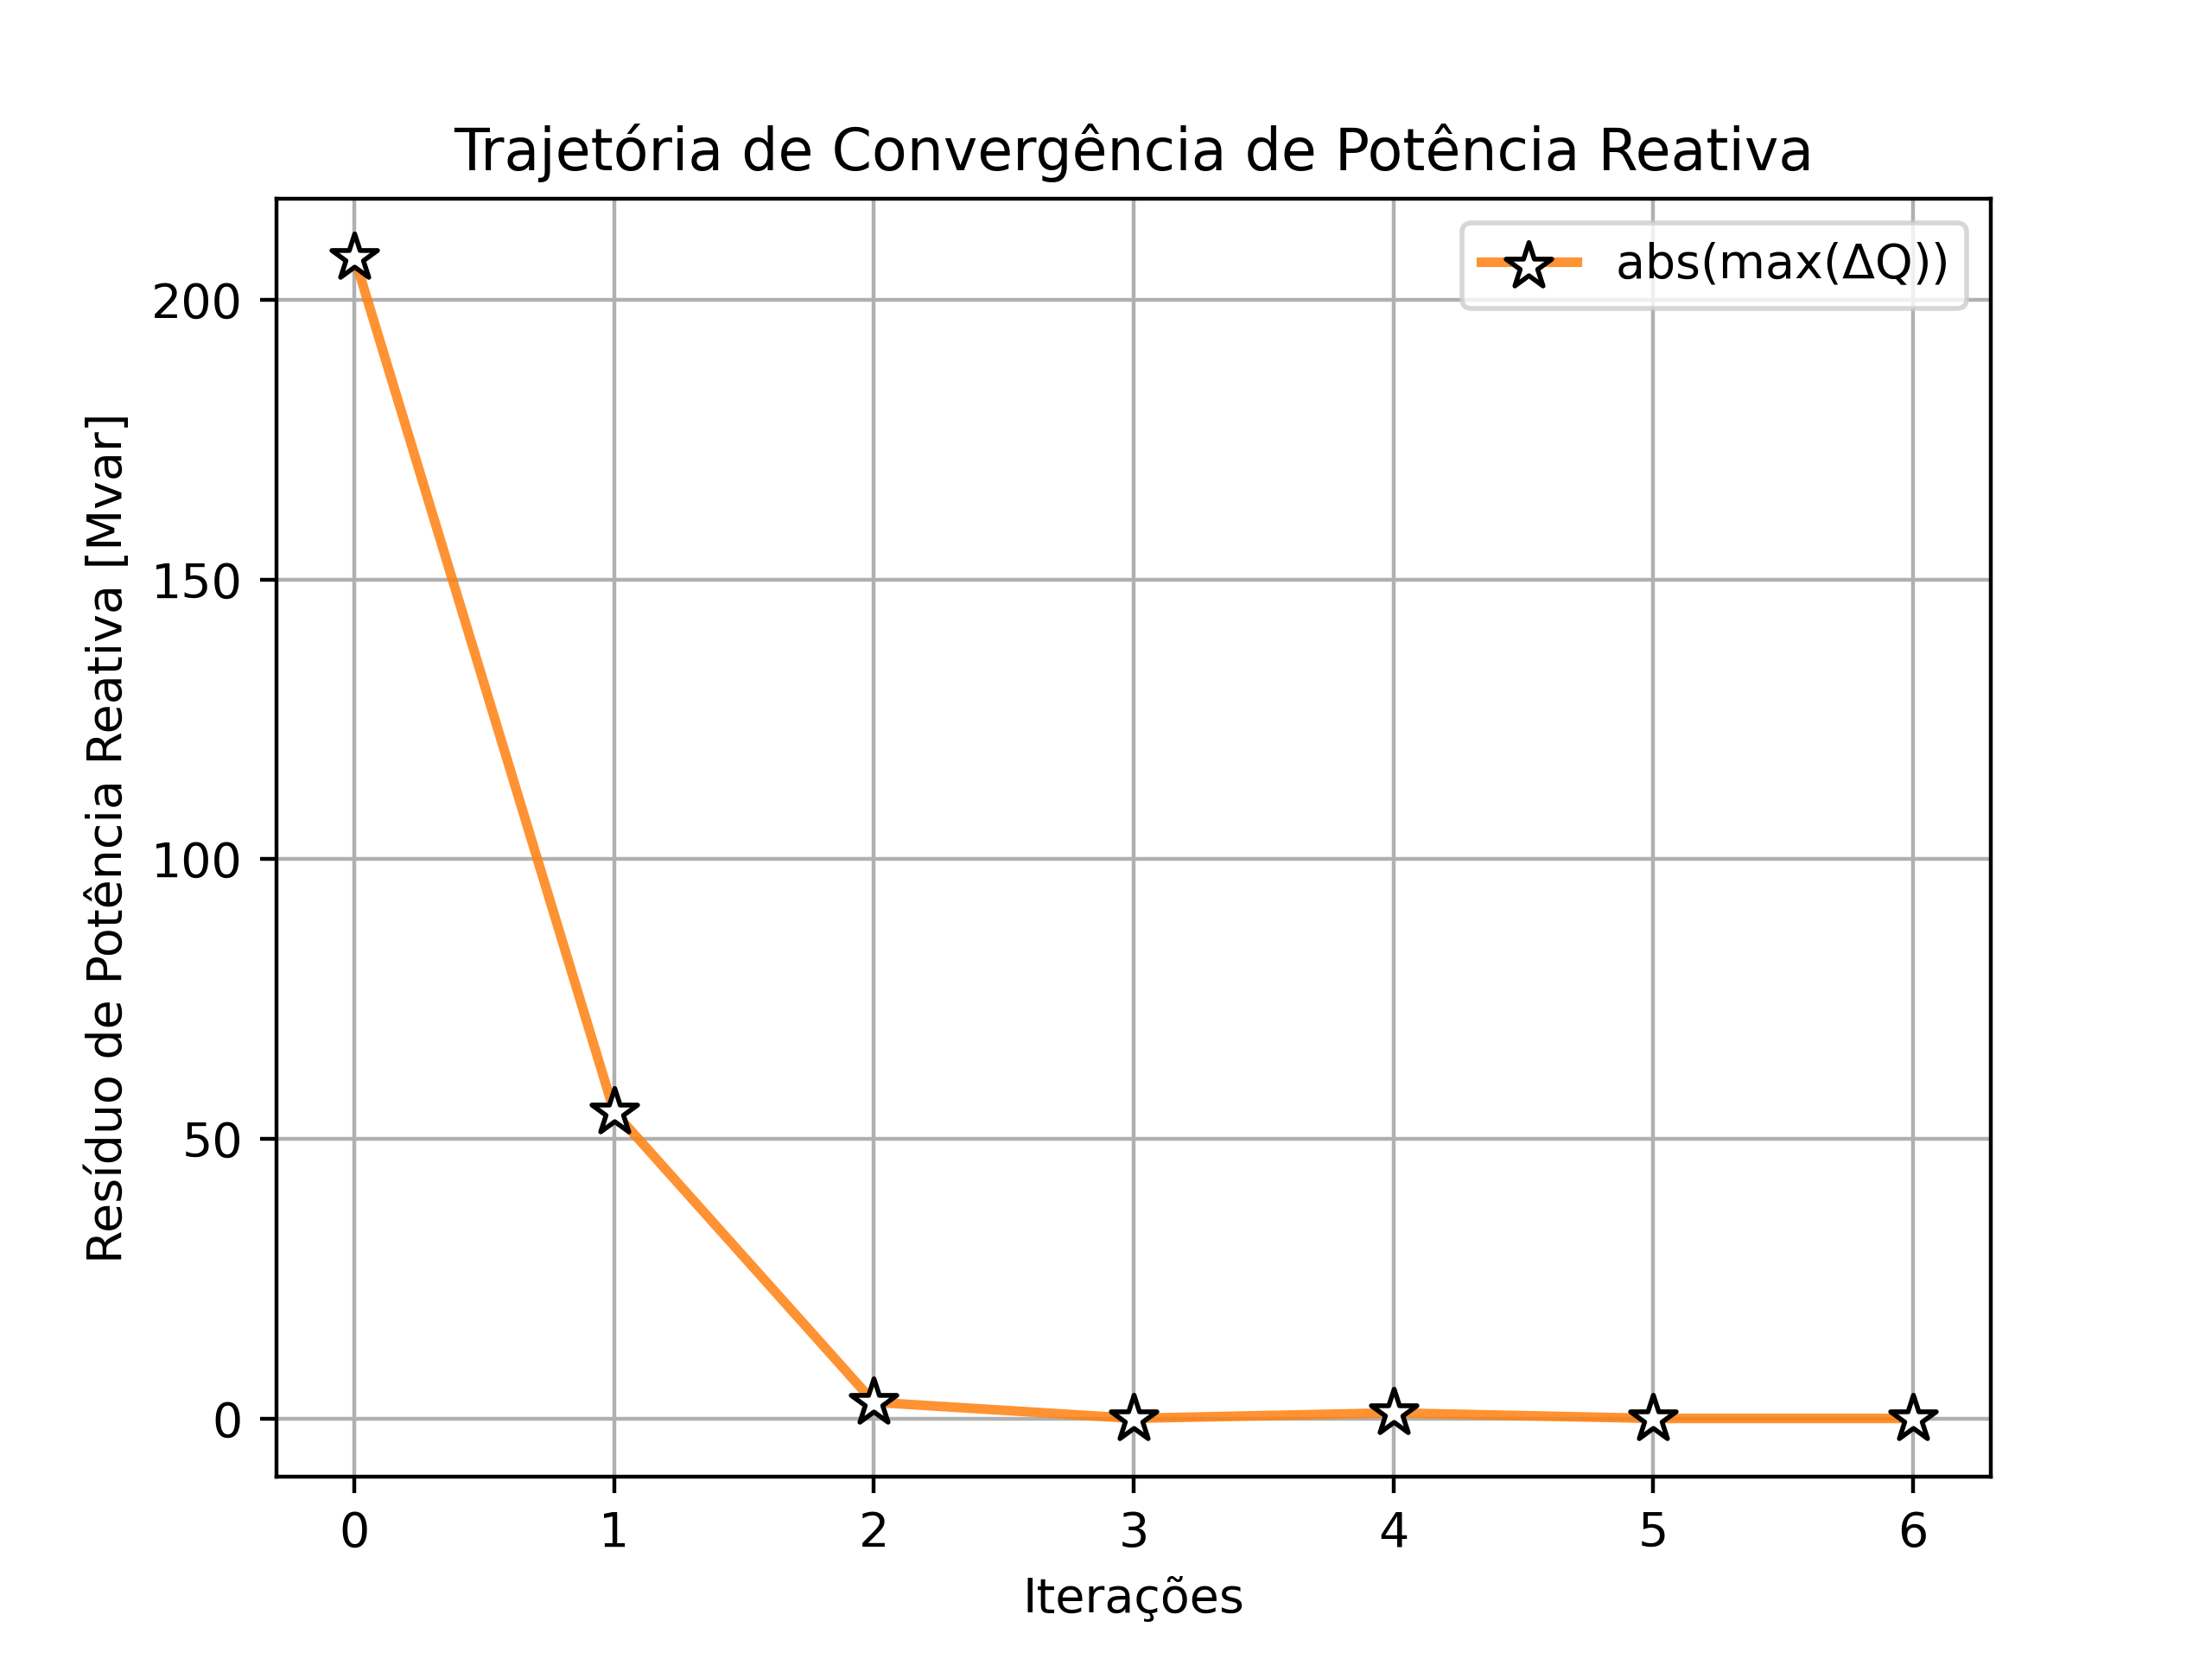 Trajetória de Convergência de Potência Reativa
abs(max(ΔQ))
Resíduo de Potência Reativa [Mvar]
200
150
100
50
0
0 1 2 3 4 5 6
Iterações